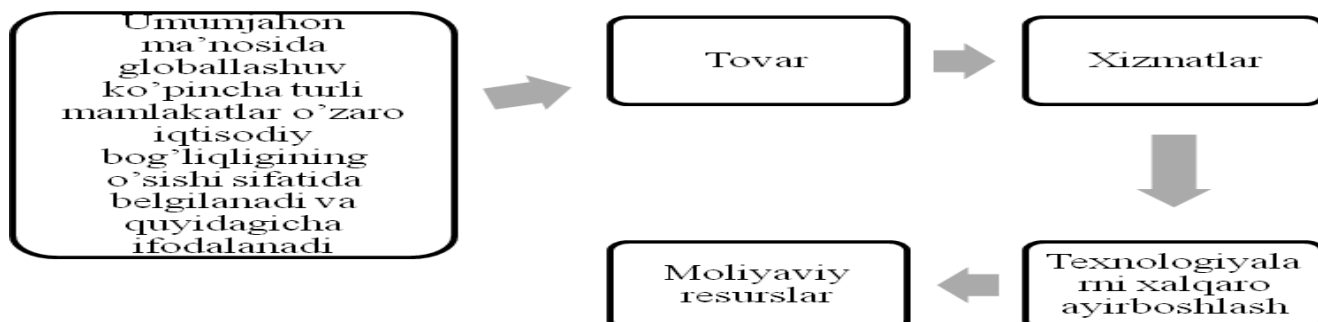 Umumjahon
ma’nosida
globallashuv
ko’pincha turli
mamlakatlar o’zaro
iqtisodiy
bog’liqligining
o’sishi sifatida
belgilanadi va
quyidagicha
ifodalanadi
Tovar
Xizmatlar
Texnologiyala
rni xalqaro
ayirboshlash
Moliyaviy
resurslar